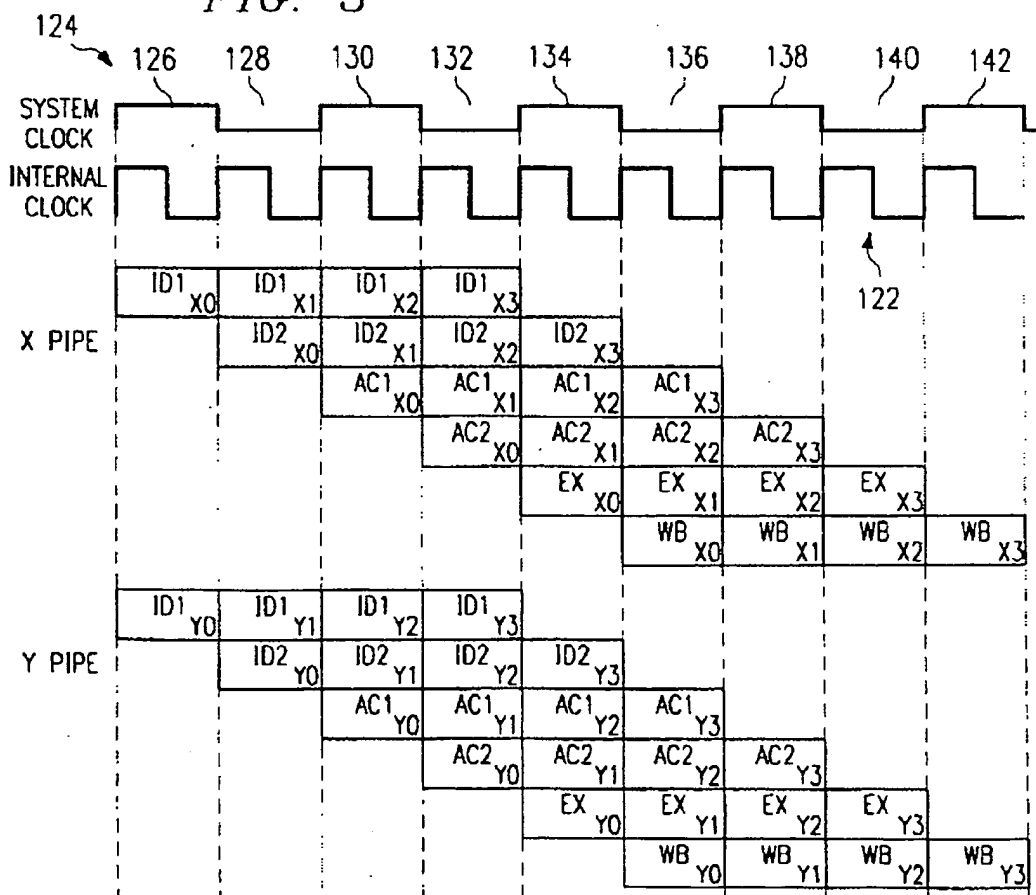 FIG. 3
124
126 128 130 132 134 136 138 140 142
SYSTEM CLOCK
INTERNAL CLOCK
122
X PIPE
ID1 X0 ID1 X1 ID1 X2 ID1 X3
ID2 X0 ID2 X1 ID2 X2 ID2 X3
AC1 X0 AC1 X1 AC1 X2 AC1 X3
AC2 X0 AC2 X1 AC2 X2 AC2 X3
EX X0 EX X1 EX X2 EX X3
WB X0 WB X1 WB X2 WB X3
Y PIPE
ID1 Y0 ID1 Y1 ID1 Y2 ID1 Y3
ID2 Y0 ID2 Y1 ID2 Y2 ID2 Y3
AC1 Y0 AC1 Y1 AC1 Y2 AC1 Y3
AC2 Y0 AC2 Y1 AC2 Y2 AC2 Y3
EX Y0 EX Y1 EX Y2 EX Y3
WB Y0 WB Y1 WB Y2 WB Y3